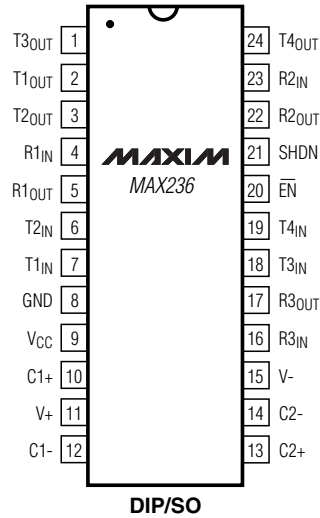 T3OUT 1 24 T4OUT
T1OUT 2 23 R2IN
T2OUT 3 22 R2OUT
R1IN 4 MAXIM 21 SHDN
R1OUT 5 MAX236 20 E̅N̅
T2IN 6 19 T4IN
T1IN 7 18 T3IN
GND 8 17 R3OUT
VCC 9 16 R3IN
C1+ 10 15 V-
V+ 11 14 C2-
C1- 12 13 C2+
DIP/SO